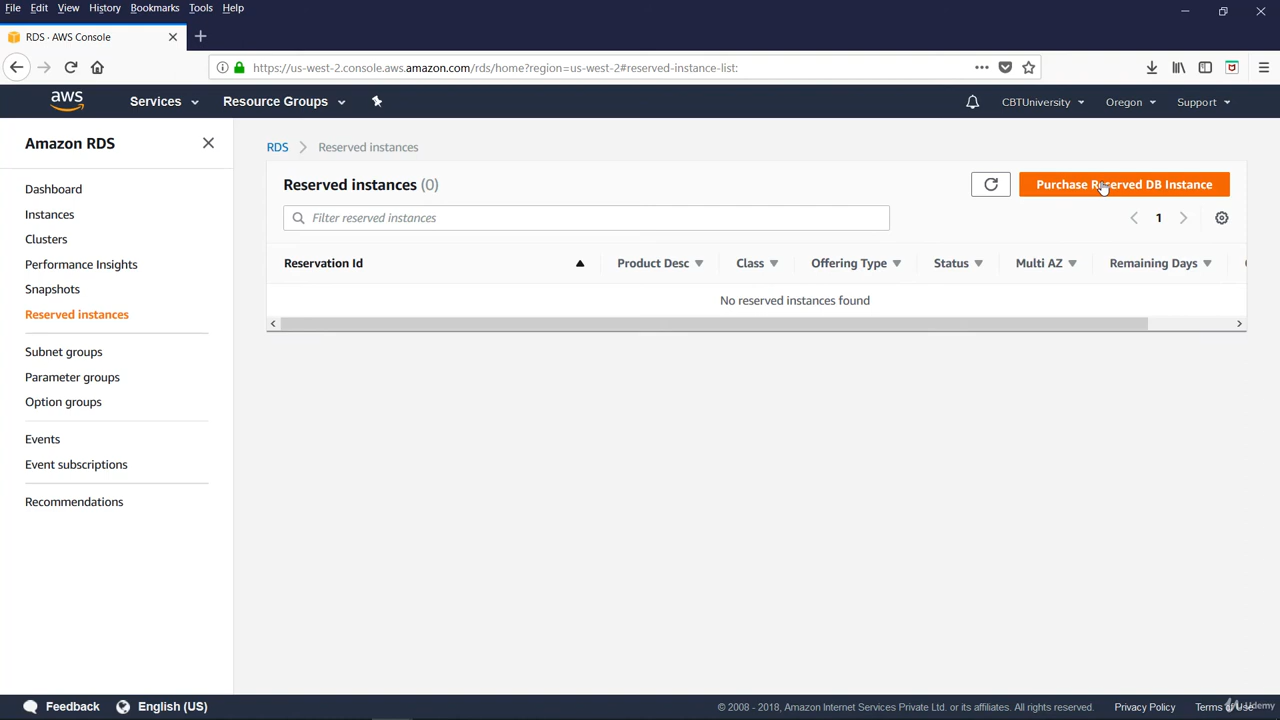 File Edit View History Bookmarks Tools Help
RDS · AWS Console
https://us-west-2.console.aws.amazon.com/rds/home?region=us-west-2#reserved-instance-list:
aws Services Resource Groups CBTUniversity Oregon Support
Amazon RDS
Dashboard
Instances
Clusters
Performance Insights
Snapshots
Reserved instances
Subnet groups
Parameter groups
Option groups
Events
Event subscriptions
Recommendations
RDS Reserved instances
Reserved instances (0)
Purchase Reserved DB Instance
Filter reserved instances
1
Reservation Id Product Desc Class Offering Type Status Multi AZ Remaining Days
No reserved instances found
Feedback English (US) © 2008 - 2018, Amazon Internet Services Private Ltd. or its affiliates. All rights reserved. Privacy Policy Terms of Use
Udemy